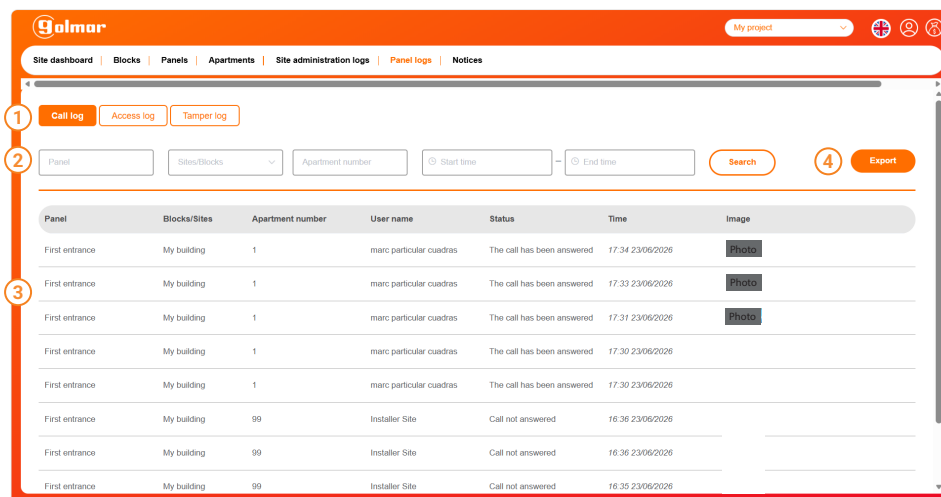 golmar
My project
Site dashboard | Blocks | Panels | Apartments | Site administration logs | Panel logs | Notices
1 Call log Access log Tamper log
2 Panel Sites/Blocks Apartment number Start time – End time Search 4 Export
Panel Blocks/Sites Apartment number User name Status Time Image
First entrance My building 1 marc particular cuadras The call has been answered 17:34 23/06/2026 Photo
3 First entrance My building 1 marc particular cuadras The call has been answered 17:33 23/06/2026 Photo
First entrance My building 1 marc particular cuadras The call has been answered 17:31 23/06/2026 Photo
First entrance My building 1 marc particular cuadras The call has been answered 17:30 23/06/2026
First entrance My building 1 marc particular cuadras The call has been answered 17:30 23/06/2026
First entrance My building 99 Installer Site Call not answered 16:36 23/06/2026
First entrance My building 99 Installer Site Call not answered 16:36 23/06/2026
First entrance My building 99 Installer Site Call not answered 16:35 23/06/2026